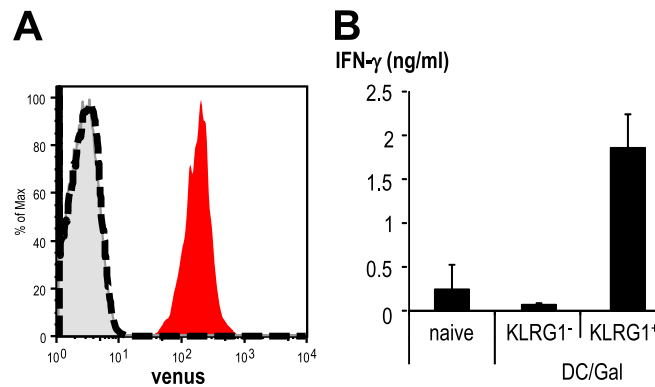 A
B
IFN-γ (ng/ml)
% of Max
100
80
60
40
20
0
10⁰ 10¹ 10² 10³ 10⁴
venus
2.5
2
1.5
1
0.5
0
naive KLRG1⁻ KLRG1⁺
DC/Gal